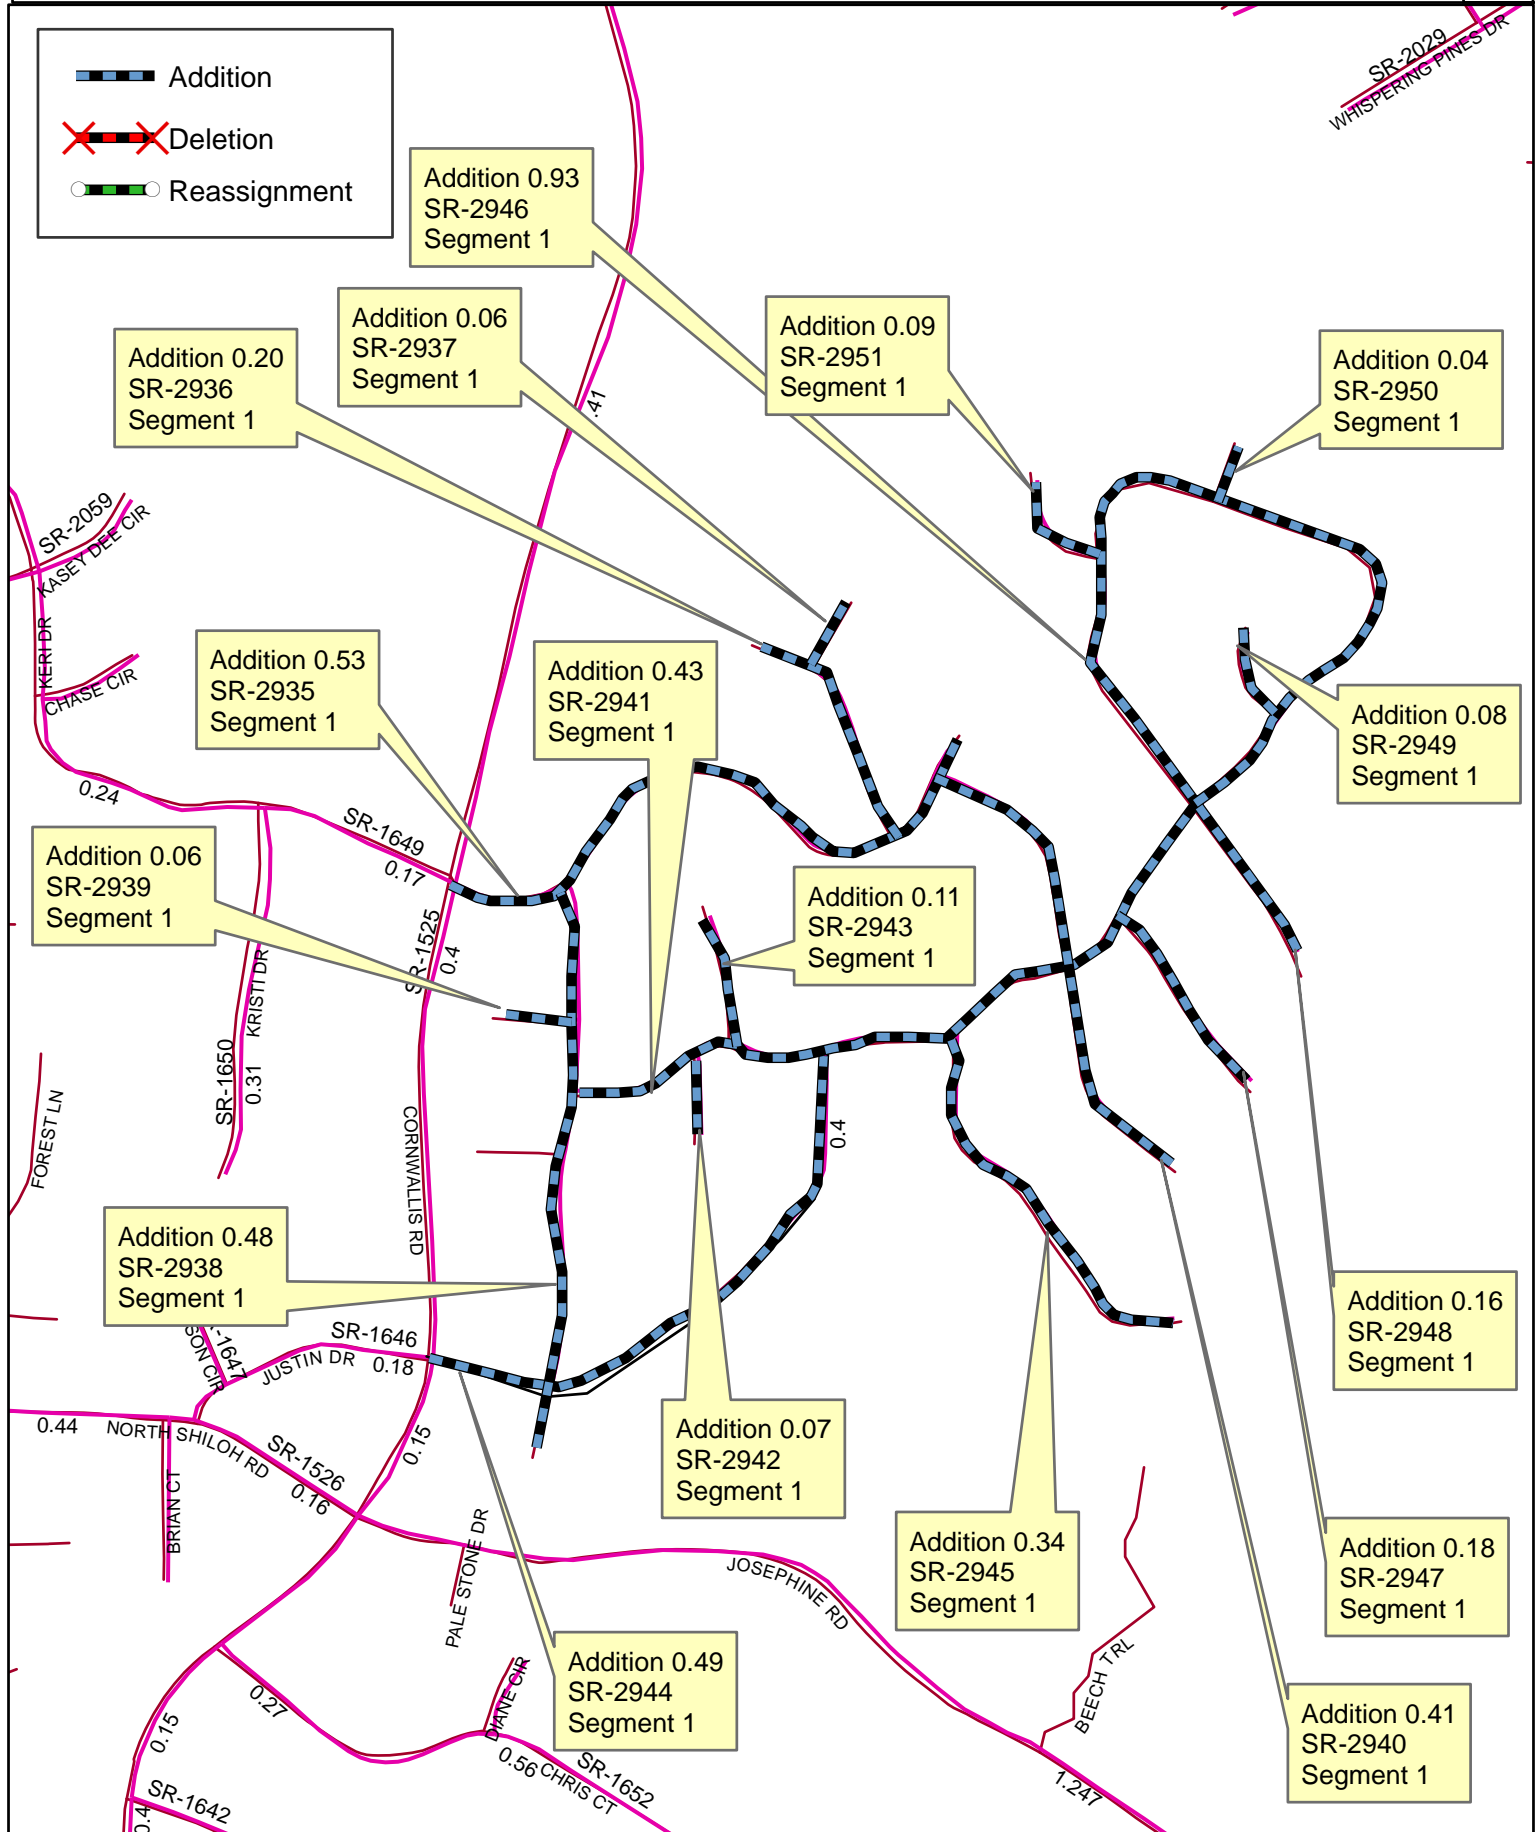 Addition
Deletion
Reassignment
SR-2029
WHISPERING PINES DR
Addition 0.93
SR-2946
Segment 1
Addition 0.06
SR-2937
Segment 1
Addition 0.09
SR-2951
Segment 1
Addition 0.20
SR-2936
Segment 1
Addition 0.04
SR-2950
Segment 1
.41
SR-2059
KASEY DEE CIR
KERI DR
CHASE CIR
Addition 0.53
SR-2935
Segment 1
Addition 0.43
SR-2941
Segment 1
Addition 0.08
SR-2949
Segment 1
0.24
SR-1649
0.17
Addition 0.06
SR-2939
Segment 1
Addition 0.11
SR-2943
Segment 1
SR-1525
0.4
KRISTI DR
SR-1650
0.31
FOREST LN
CORNWALLIS RD
0.4
Addition 0.48
SR-2938
Segment 1
Addition 0.16
SR-2948
Segment 1
SR-1646
JUSTIN DR
0.18
-1647
SON CIR
0.44
NORTH SHILOH RD
SR-1526
0.16
0.15
BRIAN CT
Addition 0.07
SR-2942
Segment 1
Addition 0.34
SR-2945
Segment 1
Addition 0.18
SR-2947
Segment 1
PALE STONE DR
JOSEPHINE RD
Addition 0.49
SR-2944
Segment 1
BEECH TRL
Addition 0.41
SR-2940
Segment 1
0.27
0.15
DIANE CIR
0.56
CHRIS CT
SR-1652
1.247
SR-1642
0.4